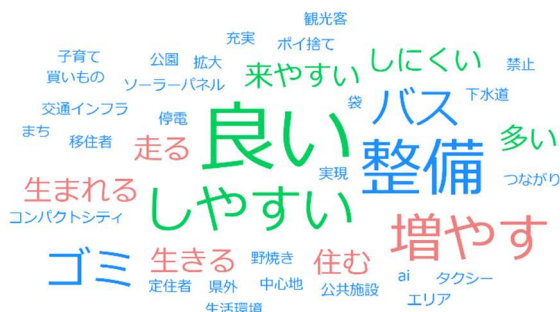 観光客
充実
ポイ捨て
子育て
公園
拡大
来やすい
しにくい
禁止
買いもの
ソーラーパネル
袋
バス
下水道
交通インフラ
停電
良い
多い
まち
移住者
走る
実現
整備
つながり
生まれる
しやすい
コンパクトシティ
増やす
ゴミ
生きる
野焼き
住む
ai
タクシー
定住者
県外
中心地
公共施設
エリア
生活環境